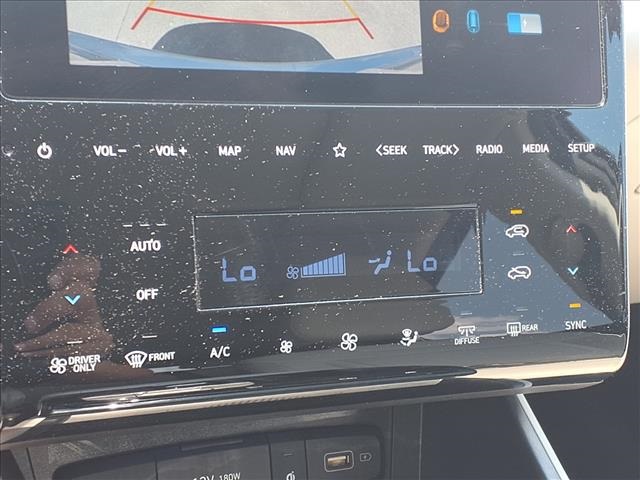 VOL− VOL+ MAP NAV <SEEK TRACK> RADIO MEDIA SETUP
AUTO
Lo Lo
OFF
DRIVER ONLY FRONT A/C DIFFUSE REAR SYNC
12V 180W